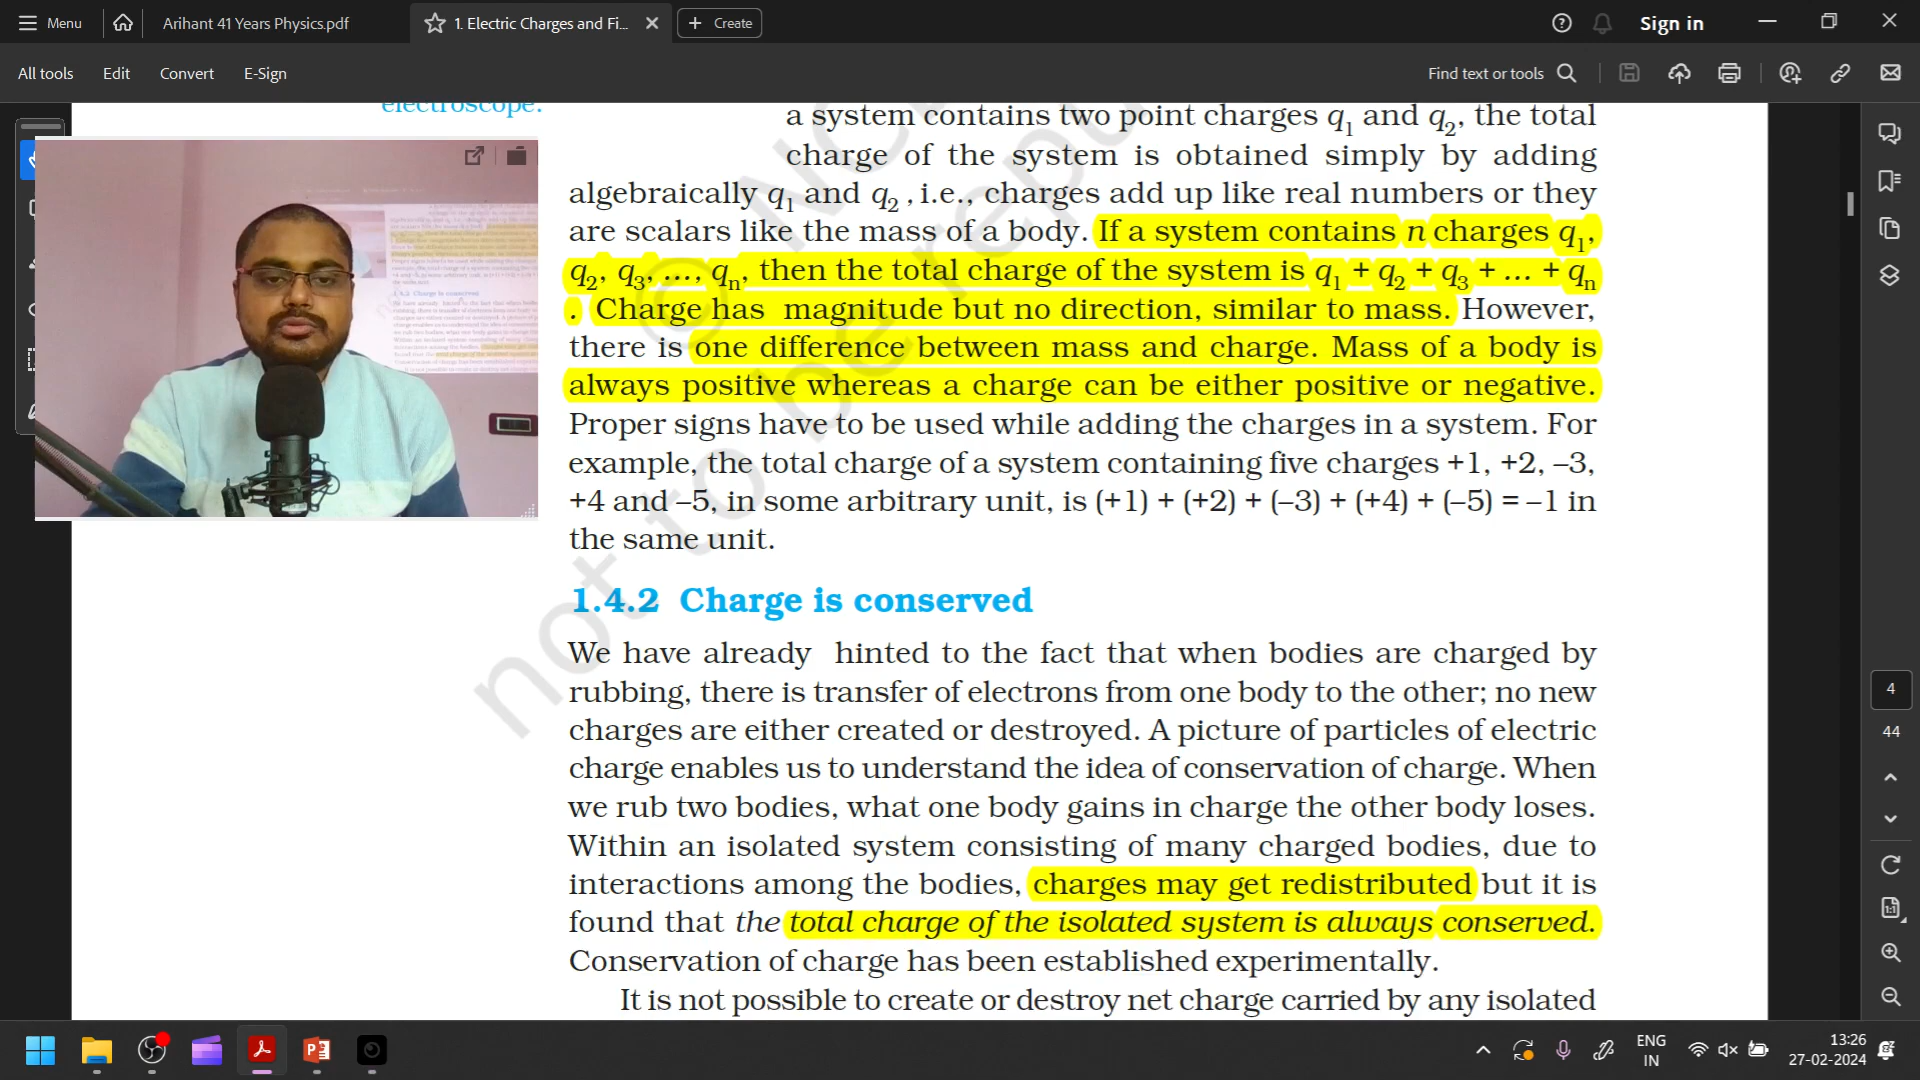 Menu
Arihant 41 Years Physics.pdf
1. Electric Charges and Fi...
Create
Sign in
All tools
Edit
Convert
E-Sign
Find text or tools
electroscope.
a system contains two point charges q1 and q2, the total
charge of the system is obtained simply by adding
algebraically q1 and q2 , i.e., charges add up like real numbers or they
are scalars like the mass of a body. If a system contains n charges q1,
q2, q3, ..., qn, then the total charge of the system is q1 + q2 + q3 + ... + qn
. Charge has magnitude but no direction, similar to mass. However,
there is one difference between mass and charge. Mass of a body is
always positive whereas a charge can be either positive or negative.
Proper signs have to be used while adding the charges in a system. For
example, the total charge of a system containing five charges +1, +2, –3,
+4 and –5, in some arbitrary unit, is (+1) + (+2) + (–3) + (+4) + (–5) = –1 in
the same unit.
1.4.2 Charge is conserved
We have already hinted to the fact that when bodies are charged by
rubbing, there is transfer of electrons from one body to the other; no new
charges are either created or destroyed. A picture of particles of electric
charge enables us to understand the idea of conservation of charge. When
we rub two bodies, what one body gains in charge the other body loses.
Within an isolated system consisting of many charged bodies, due to
interactions among the bodies, charges may get redistributed but it is
found that the total charge of the isolated system is always conserved.
Conservation of charge has been established experimentally.
It is not possible to create or destroy net charge carried by any isolated
not to be
4
44
1:1
ENG
IN
13:26
27-02-2024